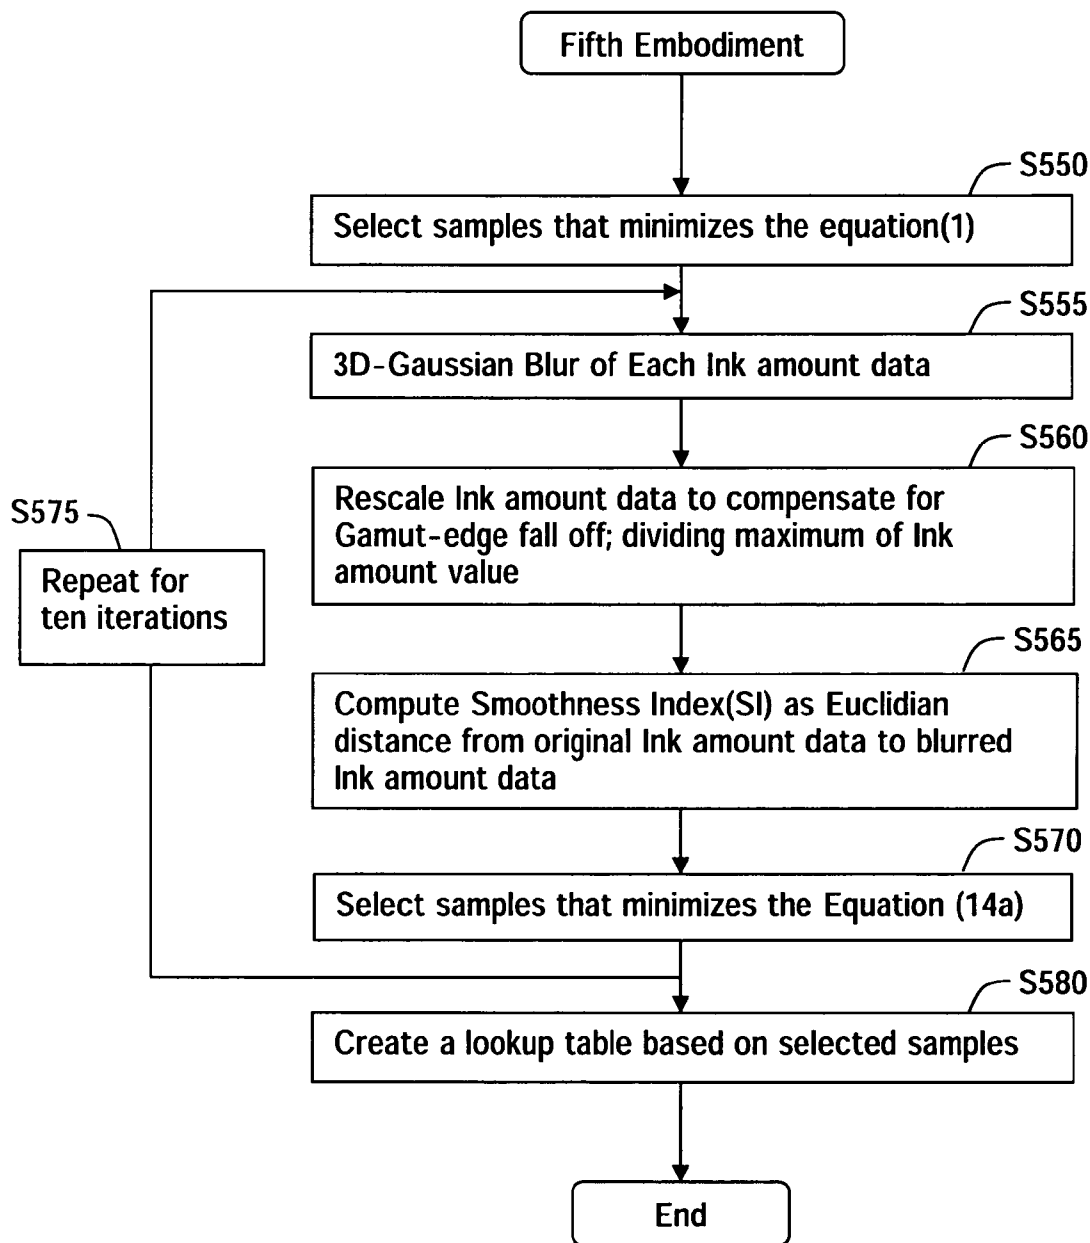 Fifth Embodiment
S550
Select samples that minimizes the equation(1)
S555
3D-Gaussian Blur of Each Ink amount data
S560
Rescale Ink amount data to compensate for
Gamut-edge fall off; dividing maximum of Ink
amount value
S575
Repeat for
ten iterations
S565
Compute Smoothness Index(SI) as Euclidian
distance from original Ink amount data to blurred
Ink amount data
S570
Select samples that minimizes the Equation (14a)
S580
Create a lookup table based on selected samples
End